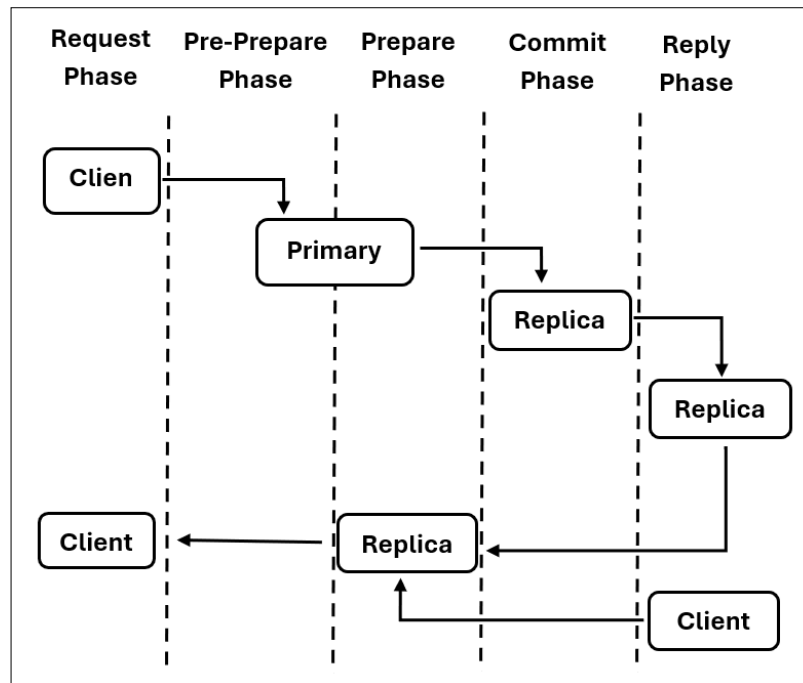 Request Pre-Prepare Prepare Commit Reply
Phase Phase Phase Phase Phase
Clien
Primary
Replica
Replica
Client Replica
Client